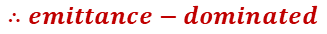 ∴ emittance − dominated